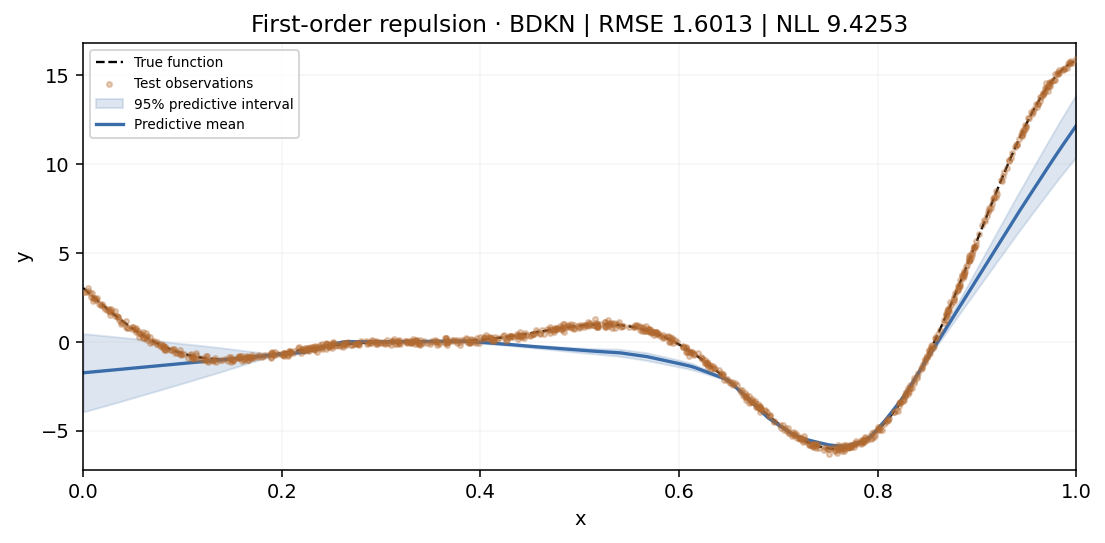 First-order repulsion · BDKN | RMSE 1.6013 | NLL 9.4253
True function
Test observations
95% predictive interval
Predictive mean
y
15
10
5
0
−5
0.0 0.2 0.4 0.6 0.8 1.0
x